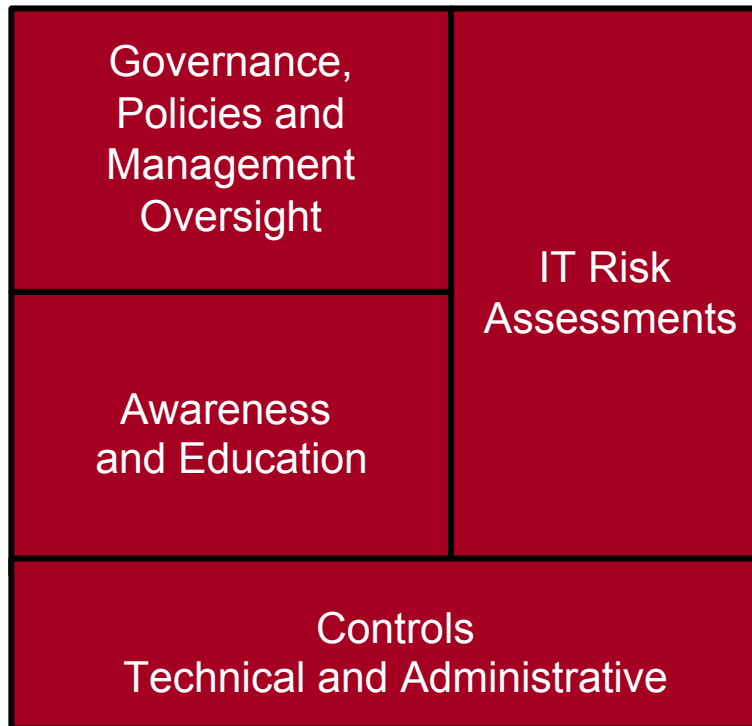 Governance,
Policies and
Management
Oversight
IT Risk
Assessments
Awareness
and Education
Controls
Technical and Administrative